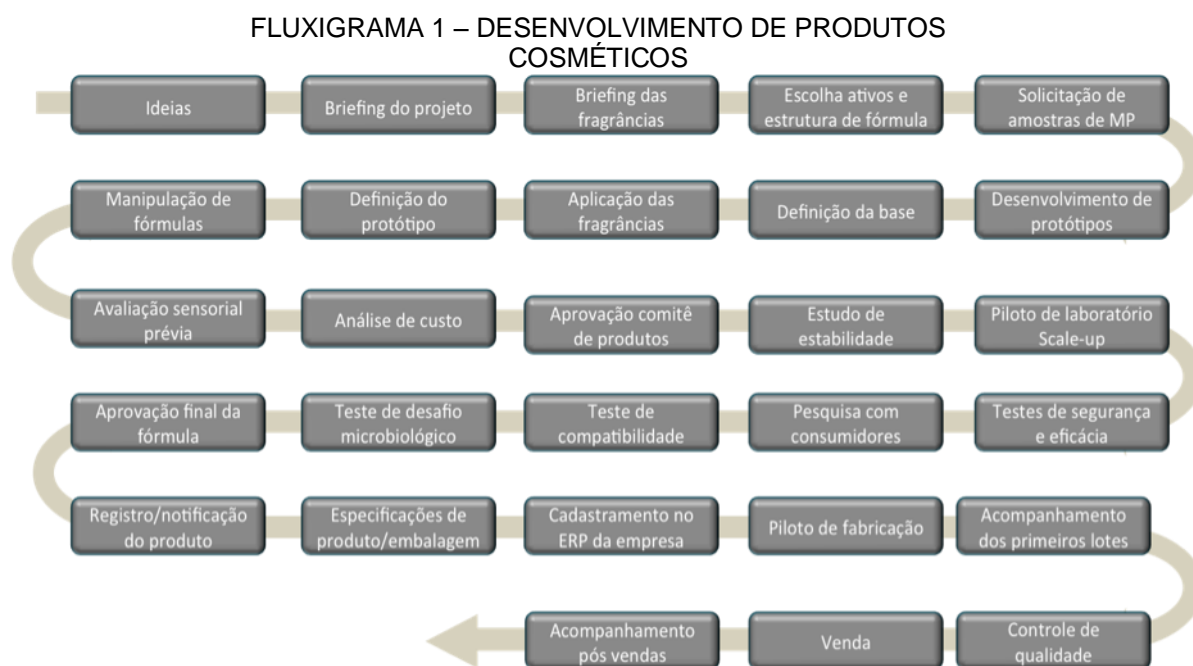 FLUXIGRAMA 1 – DESENVOLVIMENTO DE PRODUTOS
COSMÉTICOS
Ideias
Briefing do projeto
Briefing das
fragrâncias
Escolha ativos e
estrutura de fórmula
Solicitação de
amostras de MP
Manipulação de
fórmulas
Definição do
protótipo
Aplicação das
fragrâncias
Definição da base
Desenvolvimento de
protótipos
Avaliação sensorial
prévia
Análise de custo
Aprovação comitê
de produtos
Estudo de
estabilidade
Piloto de laboratório
Scale-up
Aprovação final da
fórmula
Teste de desafio
microbiológico
Teste de
compatibilidade
Pesquisa com
consumidores
Testes de segurança
e eficácia
Registro/notificação
do produto
Especificações de
produto/embalagem
Cadastramento no
ERP da empresa
Piloto de fabricação
Acompanhamento
dos primeiros lotes
Acompanhamento
pós vendas
Venda
Controle de
qualidade